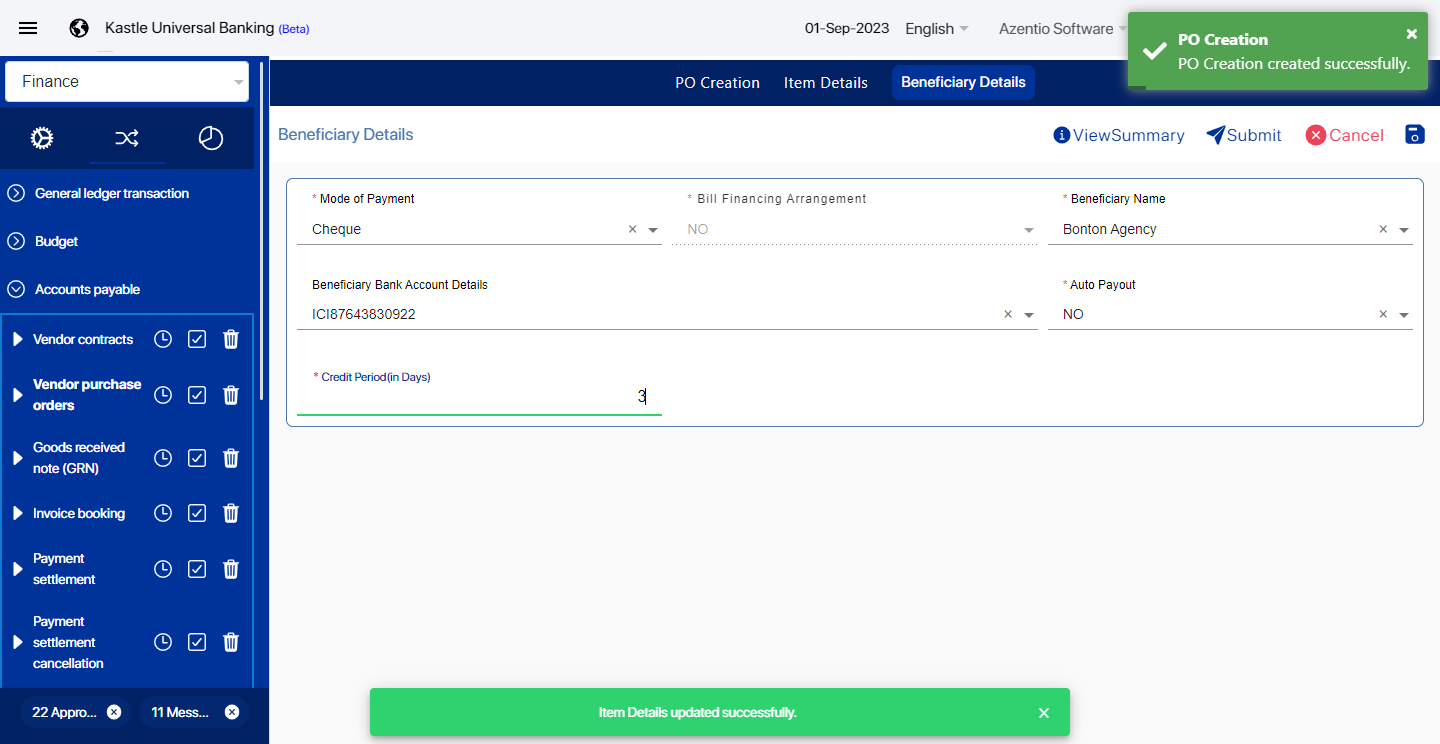 Kastle Universal Banking (Beta)
01-Sep-2023
English
Azentio Software
PO Creation
PO Creation created successfully.
Finance
PO Creation
Item Details
Beneficiary Details
Beneficiary Details
ViewSummary
Submit
Cancel
General ledger transaction
Budget
Accounts payable
Vendor contracts
Vendor purchase
orders
Goods received
note (GRN)
Invoice booking
Payment
settlement
Payment
settlement
cancellation
22 Appro...
11 Mess...
* Mode of Payment
Cheque
* Bill Financing Arrangement
NO
* Beneficiary Name
Bonton Agency
Beneficiary Bank Account Details
ICI87643830922
* Auto Payout
NO
* Credit Period(in Days)
3
Item Details updated successfully.